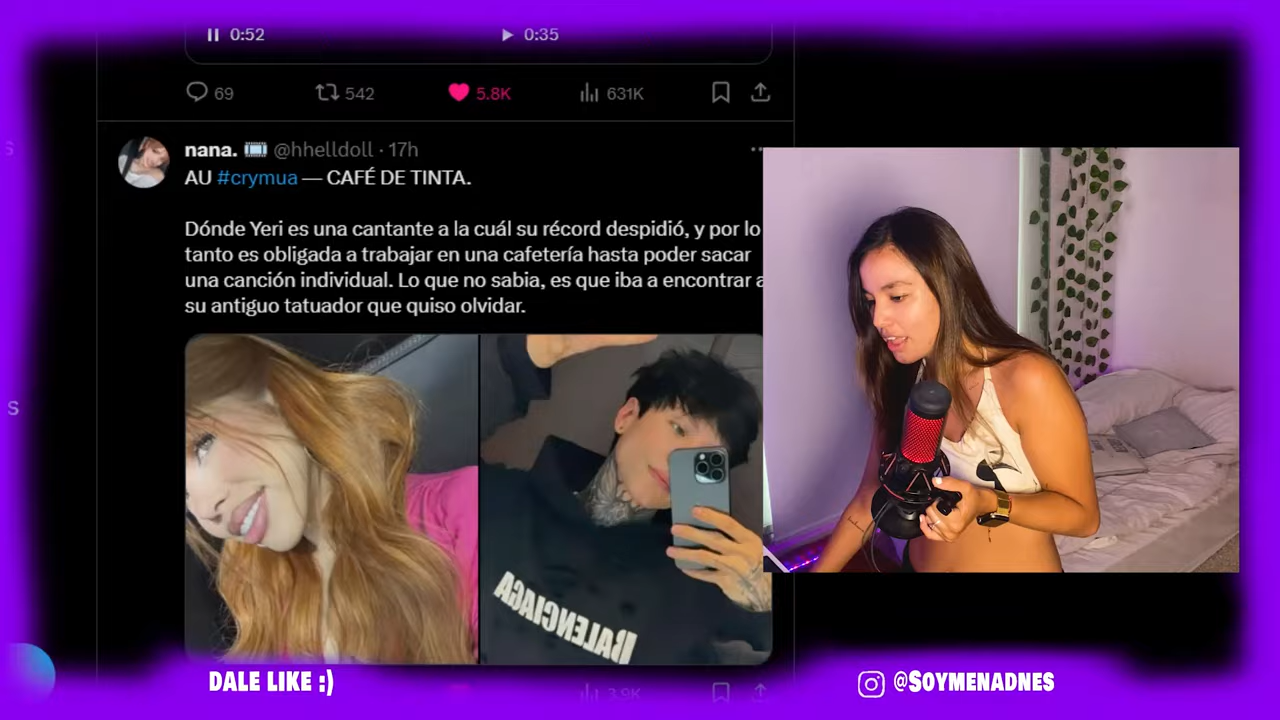 0:52
0:35
69
542
5.8K
631K
nana. @hhelldoll · 17h
AU #crymua — CAFÉ DE TINTA.
Dónde Yeri es una cantante a la cuál su récord despidió, y por lo
tanto es obligada a trabajar en una cafetería hasta poder sacar
una canción individual. Lo que no sabia, es que iba a encontrar a
su antiguo tatuador que quiso olvidar.
BALENCIAGA
S
S
DALE LIKE :)
@SOYMENADNES
3.9K